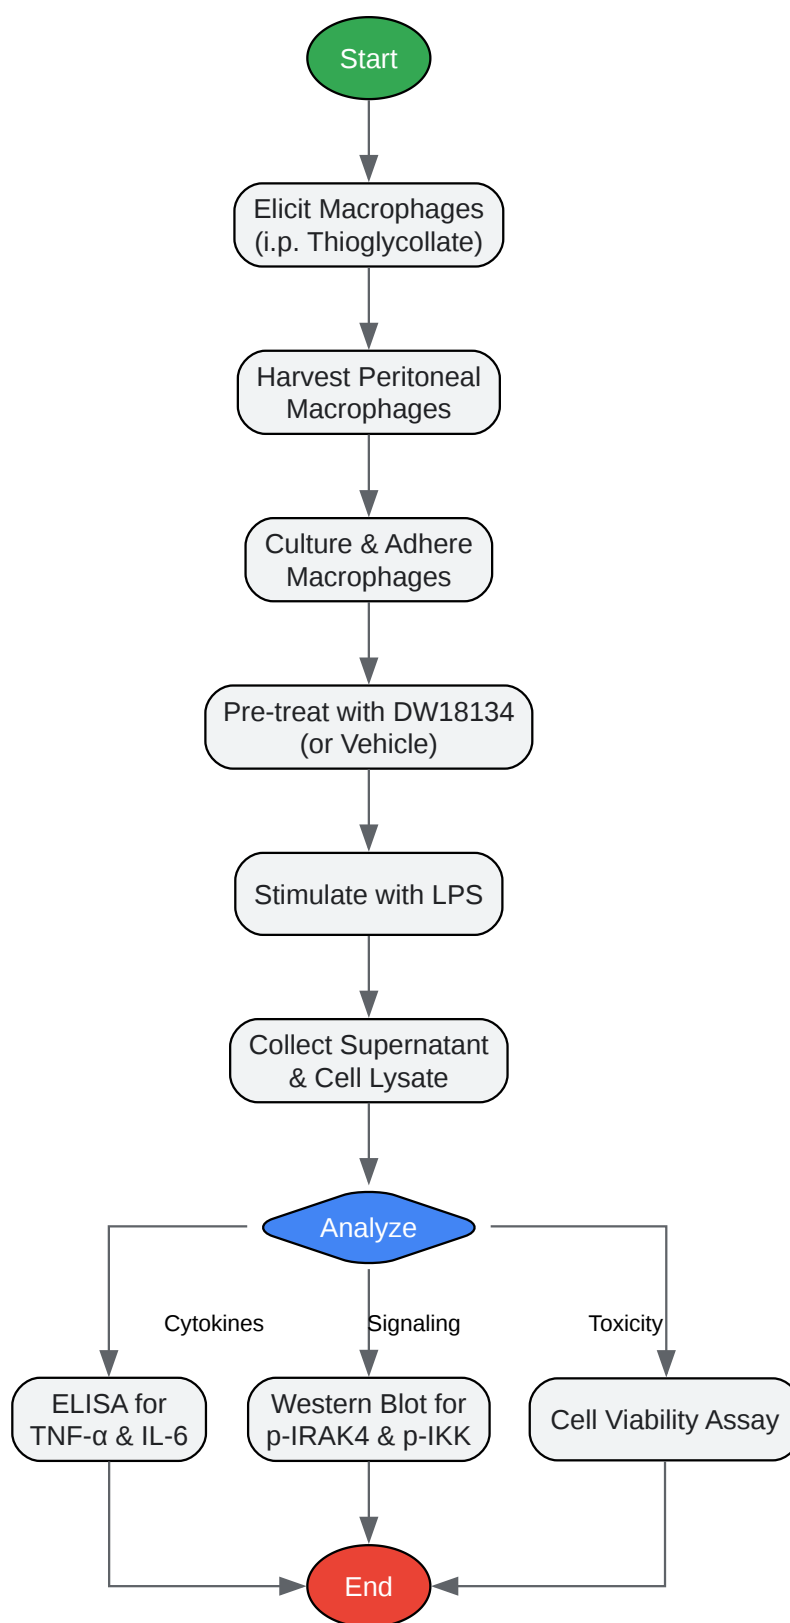 Start
Elicit Macrophages
(i.p. Thioglycollate)
Harvest Peritoneal
Macrophages
Culture & Adhere
Macrophages
Pre-treat with DW18134
(or Vehicle)
Stimulate with LPS
Collect Supernatant
& Cell Lysate
Analyze
Cytokines
Signaling
Toxicity
ELISA for
TNF-α & IL-6
Western Blot for
p-IRAK4 & p-IKK
Cell Viability Assay
End